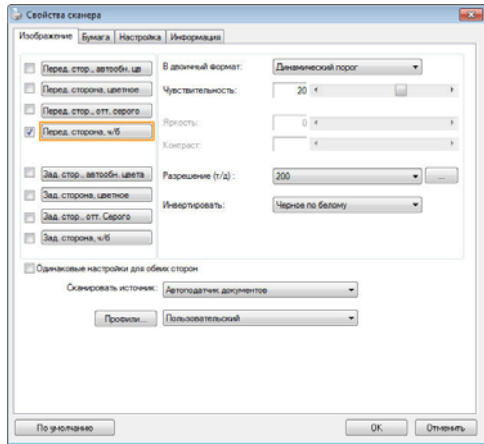 Свойства сканера
Изображение Бумага Настройка Информация
Перед. стор., автообн. цв
Перед. сторона, цветное
Перед. стор., отт. серого
Перед. сторона, ч/б
Зад. стор., автообн. цвета
Зад. сторона, цветное
Зад. стор., отт. Серого
Зад. сторона, ч/б
В двоичный формат: Динамический порог
Чувствительность: 20
Яркость: 0
Контраст:
Разрешение (т/д) : 200 ...
Инвертировать: Черное по белому
Одинаковые настройки для обеих сторон
Сканировать источник: Автоподатчик документов
Профили... Пользовательский
По умолчанию OK Отменить